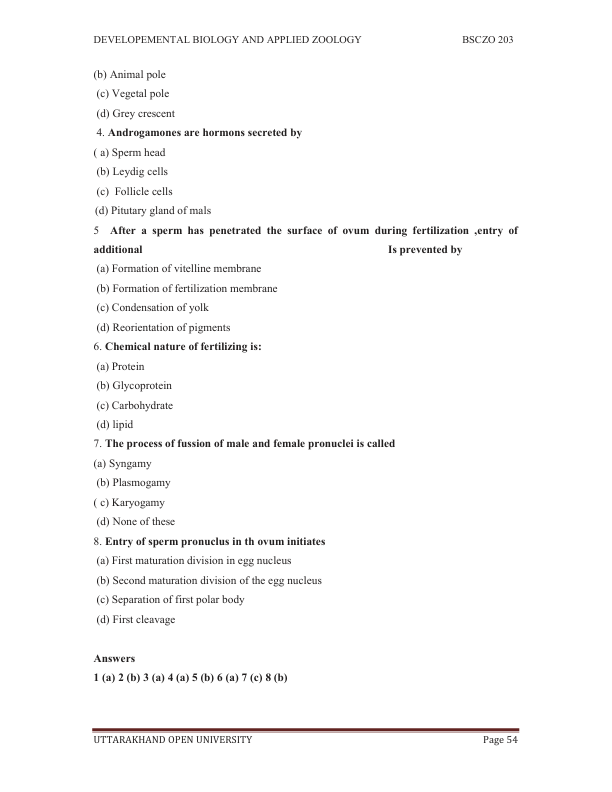 DEVELOPEMENTAL BIOLOGY AND APPLIED ZOOLOGY BSCZO 203
(b) Animal pole
(c) Vegetal pole
(d) Grey crescent
4. Androgamones are hormons secreted by
( a) Sperm head
(b) Leydig cells
(c) Follicle cells
(d) Pitutary gland of mals
5 After a sperm has penetrated the surface of ovum during fertilization ,entry of
additional Is prevented by
(a) Formation of vitelline membrane
(b) Formation of fertilization membrane
(c) Condensation of yolk
(d) Reorientation of pigments
6. Chemical nature of fertilizing is:
(a) Protein
(b) Glycoprotein
(c) Carbohydrate
(d) lipid
7. The process of fussion of male and female pronuclei is called
(a) Syngamy
(b) Plasmogamy
( c) Karyogamy
(d) None of these
8. Entry of sperm pronuclus in th ovum initiates
(a) First maturation division in egg nucleus
(b) Second maturation division of the egg nucleus
(c) Separation of first polar body
(d) First cleavage
Answers
1 (a) 2 (b) 3 (a) 4 (a) 5 (b) 6 (a) 7 (c) 8 (b)
UTTARAKHAND OPEN UNIVERSITY Page 54